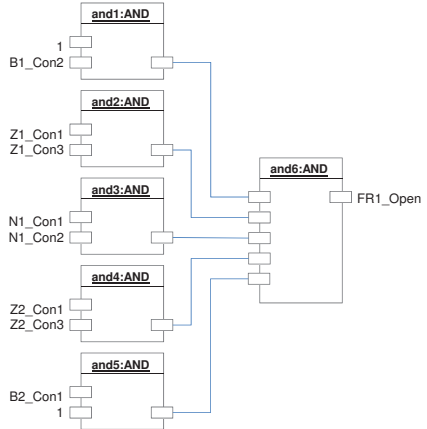 and1:AND
1
B1_Con2
and2:AND
Z1_Con1
Z1_Con3
and3:AND
N1_Con1
N1_Con2
and4:AND
Z2_Con1
Z2_Con3
and5:AND
B2_Con1
1
and6:AND
FR1_Open